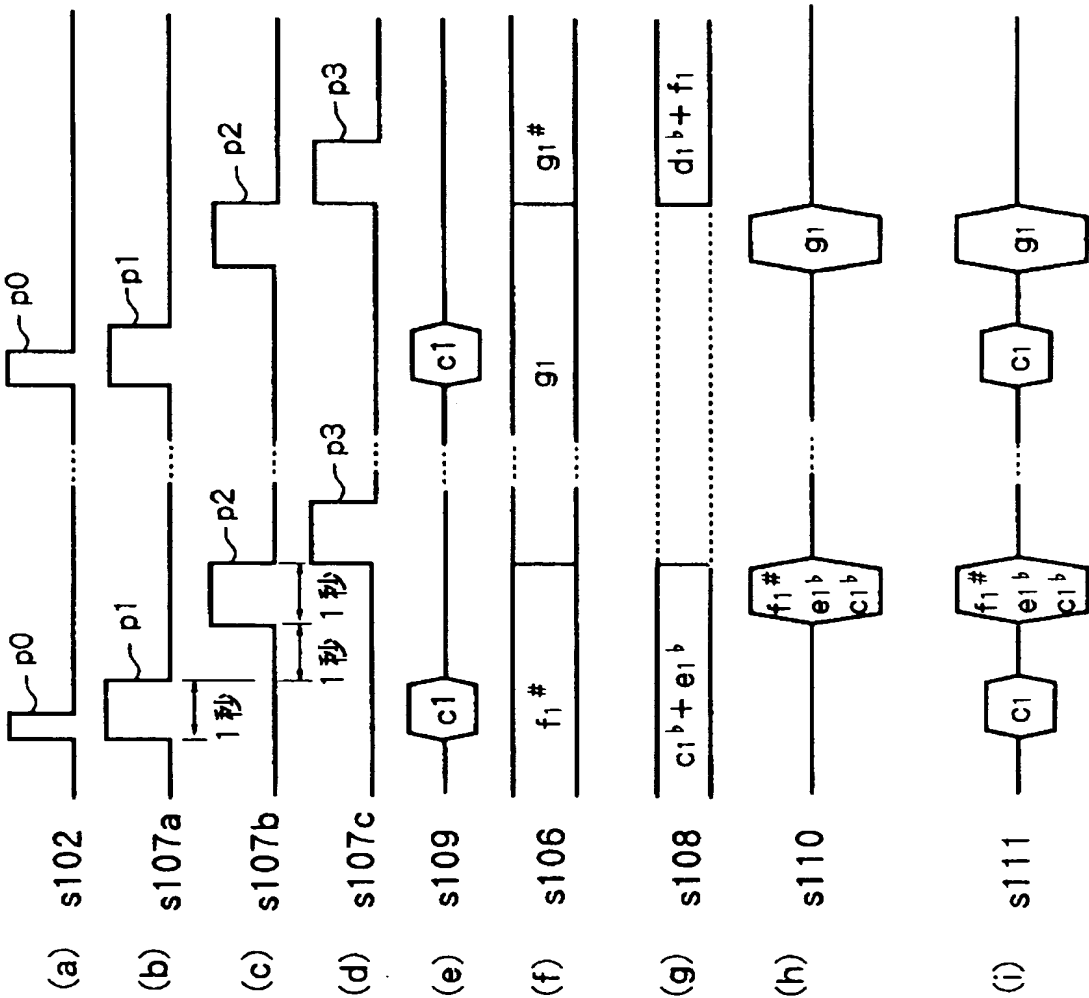 (a) s102 p0 p0
(b) s107a p1 p1
1秒
(c) s107b p2 p2
1秒 1秒
(d) s107c p3 p3
(e) s109 c1 c1
(f) s106 f1# g1 g1#
(g) s108 c1♭+e1♭ d1♭+f1
(h) s110 f1# e1♭ c1♭ g1
(i) s111 c1 f1# e1♭ c1♭ c1 g1